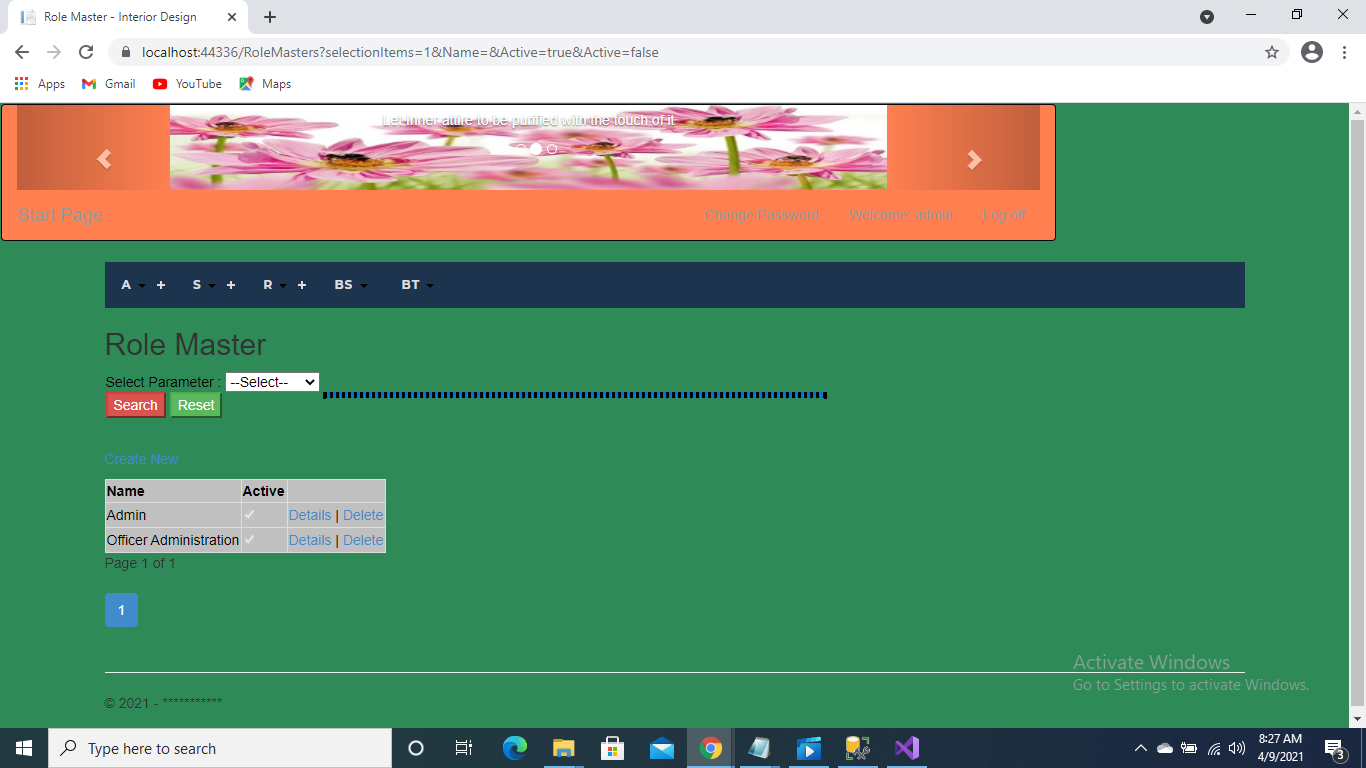 Role Master - Interior Design
localhost:44336/RoleMasters?selectionItems=1&Name=&Active=true&Active=false
Apps Gmail YouTube Maps
Let inner atture to be purified with the touch of it
Start Page Change Password Welcome: admin Log off
A + S + R + BS BT
Role Master
Select Parameter : --Select--
Search Reset
Create New
Name Active
Admin Details | Delete
Officer Administration Details | Delete
Page 1 of 1
1
Activate Windows
Go to Settings to activate Windows.
© 2021 - ***********
Type here to search
8:27 AM
4/9/2021
3